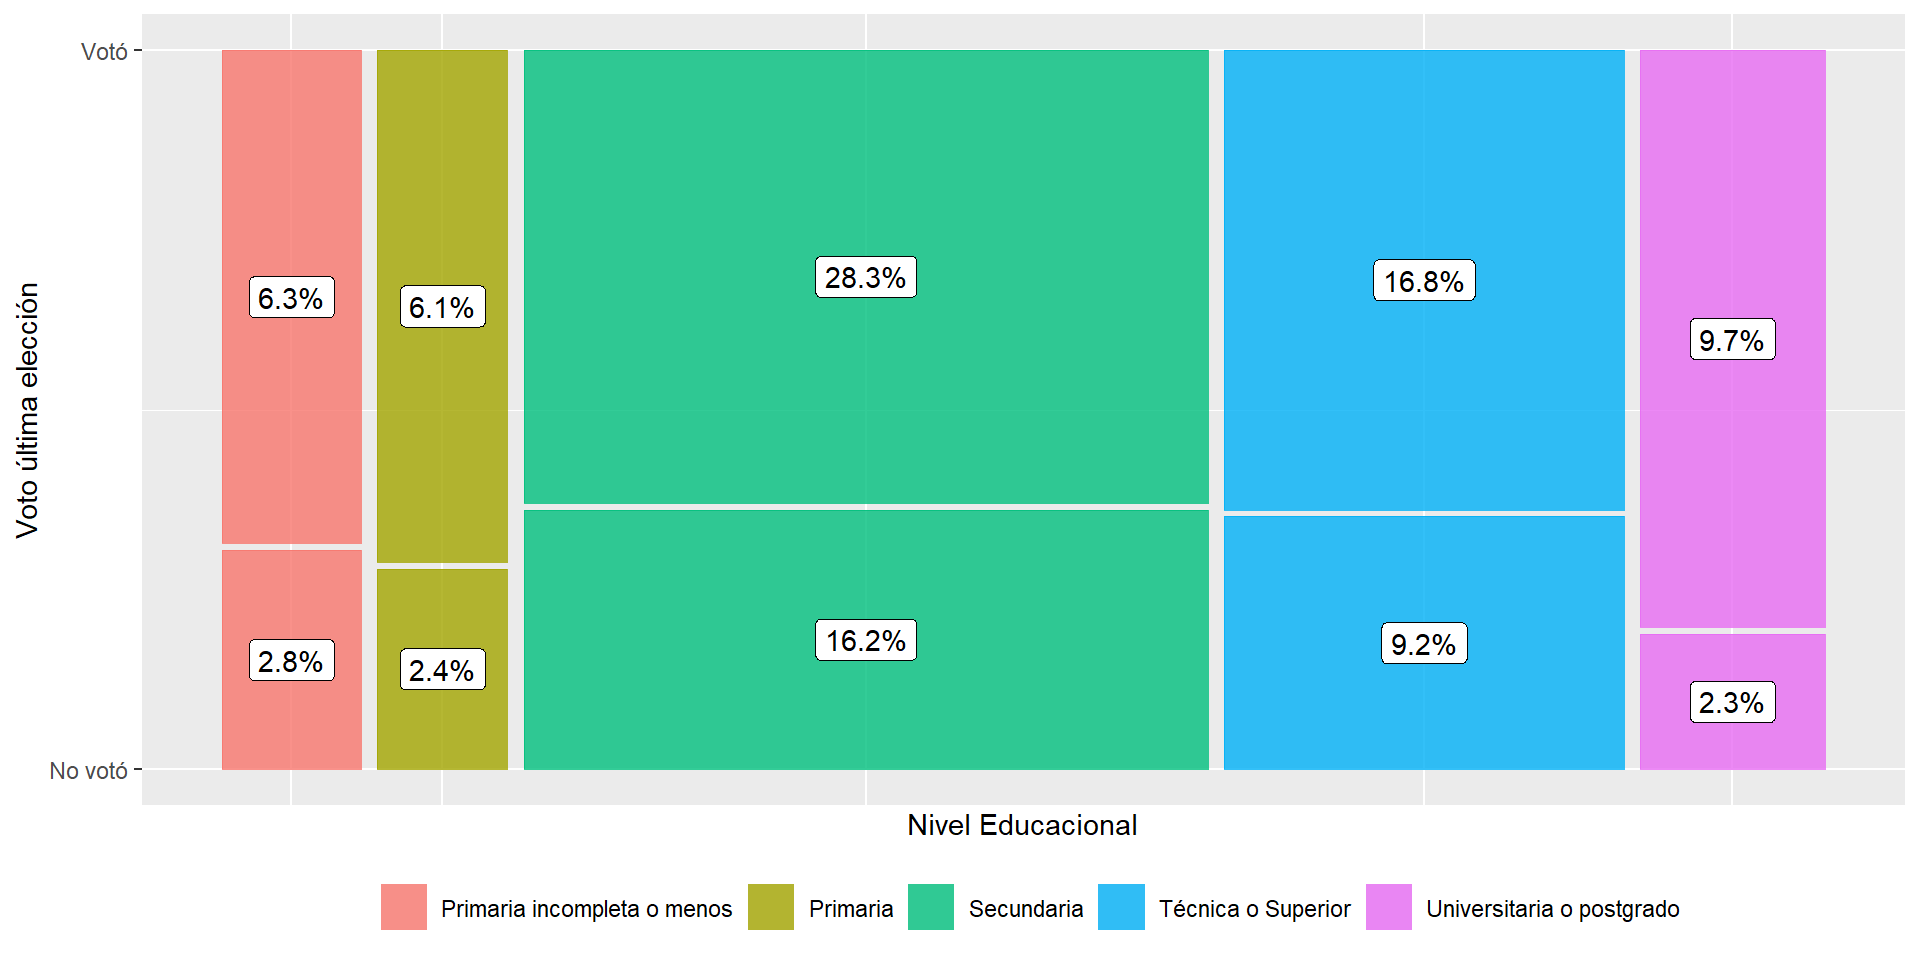 Votó
6.3%
6.1%
28.3%
16.8%
9.7%
2.8%
2.4%
16.2%
9.2%
2.3%
No votó
Voto última elección
Nivel Educacional
Primaria incompleta o menos
Primaria
Secundaria
Técnica o Superior
Universitaria o postgrado